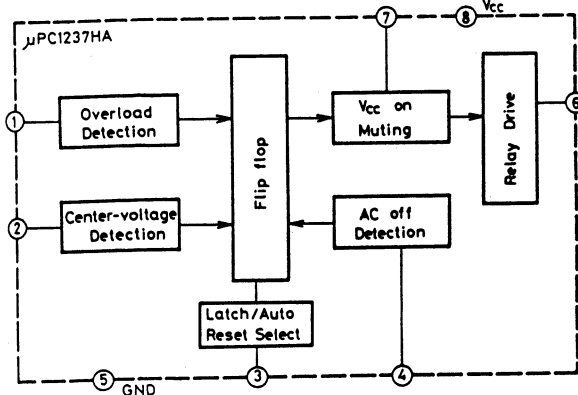 μPC1237HA
7
8
Vcc
1
Overload
Detection
Flip flop
Vcc on
Muting
Relay Drive
6
2
Center-voltage
Detection
AC off
Detection
Latch/Auto
Reset Select
5
GND
3
4